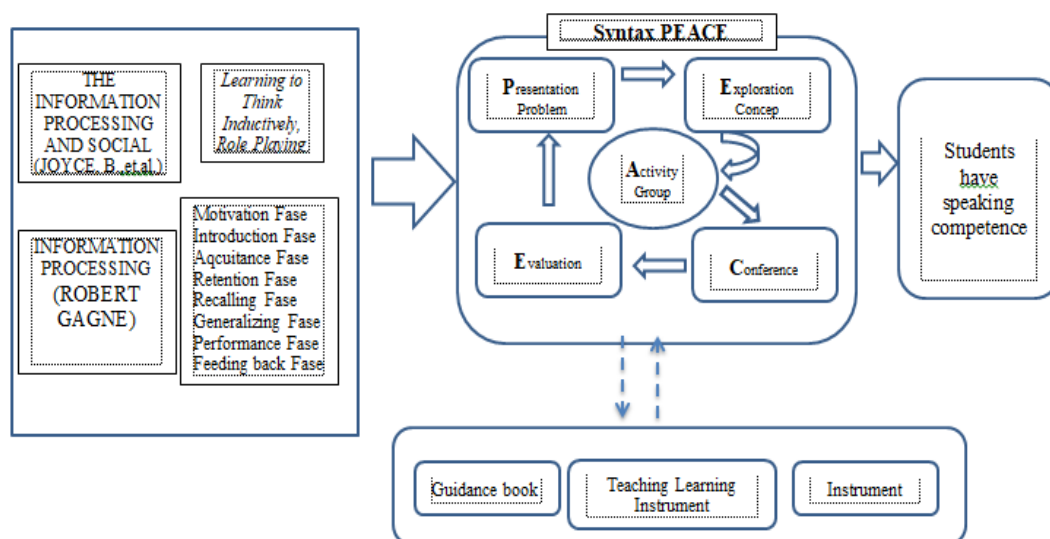 THE
INFORMATION
PROCESSING
AND SOCIAL
(JOYCE, B.,et.al.)
Learning to
Think
Inductively,
Role Playing
INFORMATION
PROCESSING
(ROBERT
GAGNE)
Motivation Fase
Introduction Fase
Aqcuitance Fase
Retention Fase
Recalling Fase
Generalizing Fase
Performance Fase
Feeding back Fase
Syntax PEACE
Presentation
Problem
Exploration
Concep
Activity
Group
Evaluation
Conference
Students
have
speaking
competence
Guidance book
Teaching Learning
Instrument
Instrument